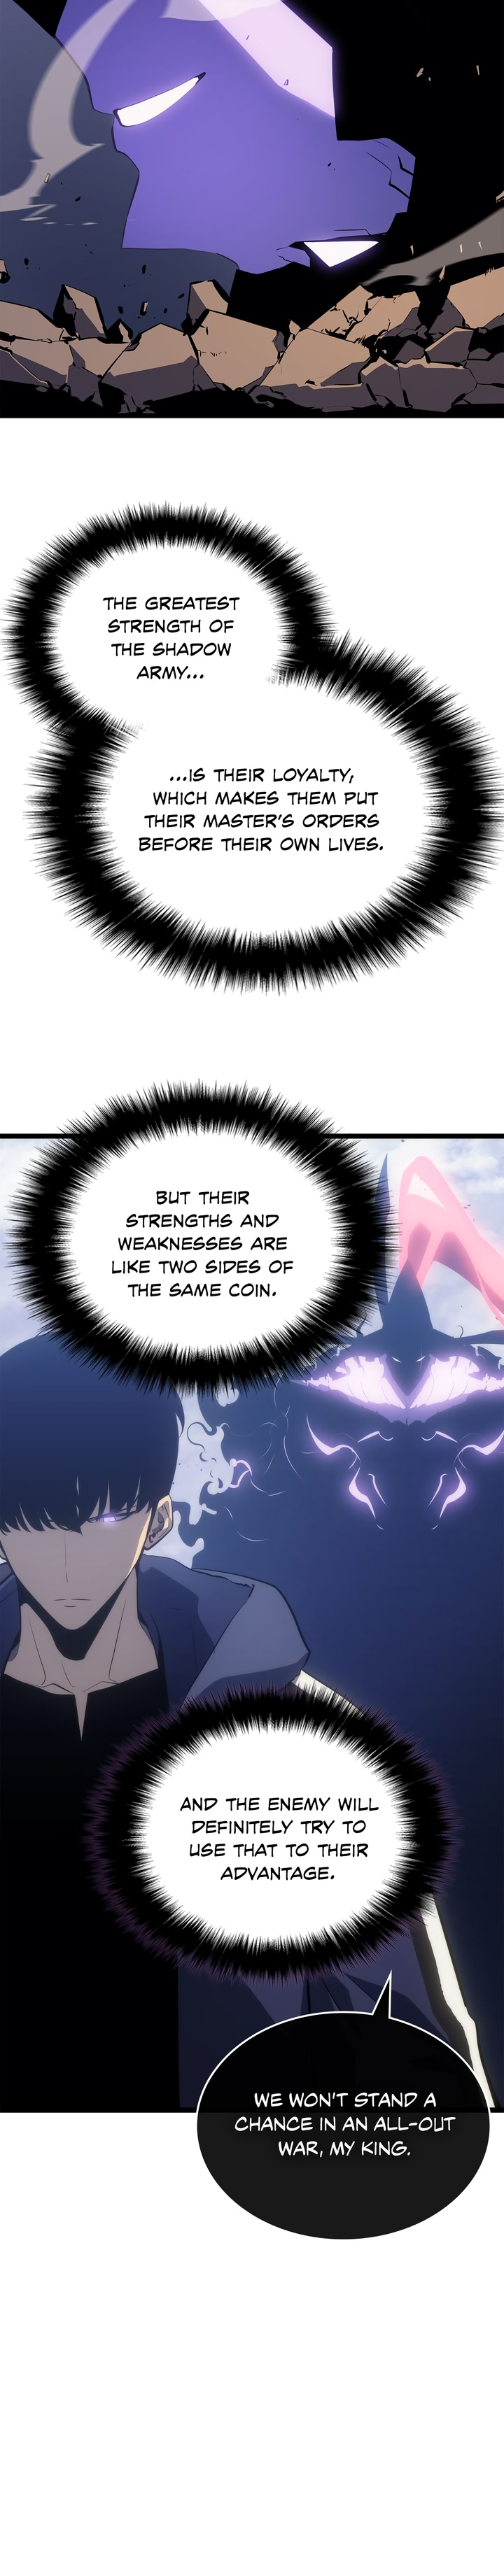 THE GREATEST
STRENGTH OF
THE SHADOW
ARMY...
...IS THEIR LOYALTY,
WHICH MAKES THEM PUT
THEIR MASTER'S ORDERS
BEFORE THEIR OWN LIVES.
BUT THEIR
STRENGTHS AND
WEAKNESSES ARE
LIKE TWO SIDES OF
THE SAME COIN.
AND THE ENEMY WILL
DEFINITELY TRY TO
USE THAT TO THEIR
ADVANTAGE.
WE WON'T STAND A
CHANCE IN AN ALL-OUT
WAR, MY KING.